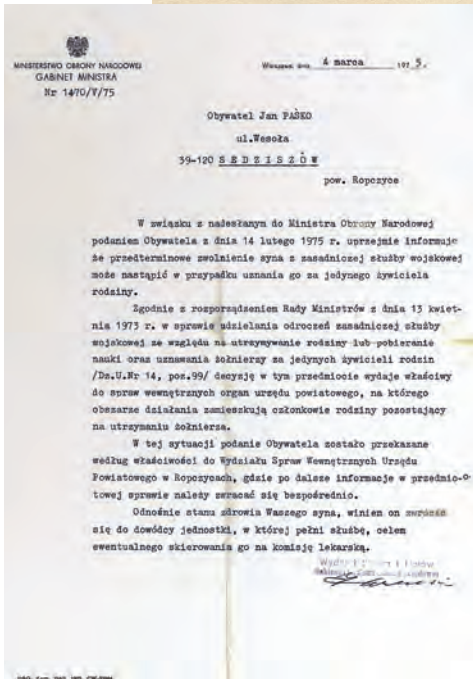 MINISTERSTWO OBRONY NARODOWEJ
GABINET MINISTRA
Nr 1470/V/75
Warszawa, dnia 4 marca 1975.
Obywatel Jan PAŚKO
ul.Wesoła
39-120 SEDZISZÓW
pow. Ropczyce
W związku z nadesłanym do Ministra Obrony Narodowej
podaniem Obywatela z dnia 14 lutego 1975 r. uprzejmie informuję
że przedterminowe zwolnienie syna z zasadniczej służby wojskowej
może nastąpić w przypadku uznania go za jedynego żywiciela
rodziny.
Zgodnie z rozporządzeniem Rady Ministrów z dnia 13 kwiet-
nia 1973 r. w sprawie udzielania odroczeń zasadniczej służby
wojskowej ze względu na utrzymywanie rodziny lub pobieranie
nauki oraz uznawania żołnierzy za jedynych żywicieli rodzin
/Dz.U.Nr 14, poz.99/ decyzję w tym przedmiocie wydaje właściwy
do spraw wewnętrznych organ urzędu powiatowego, na którego
obszarze działania zamieszkują członkowie rodziny pozostający
na utrzymaniu żołnierza.
W tej sytuacji podanie Obywatela zostało przekazane
według właściwości do Wydziału Spraw Wewnętrznych Urzędu
Powiatowego w Ropczycach, gdzie po dalsze informacje w przedmio-
towej sprawie należy zwracać się bezpośrednio.
Odnośnie stanu zdrowia Waszego syna, winien on zwrócić
się do dowódcy jednostki, w której pełni służbę, celem
ewentualnego skierowania go na komisję lekarską.